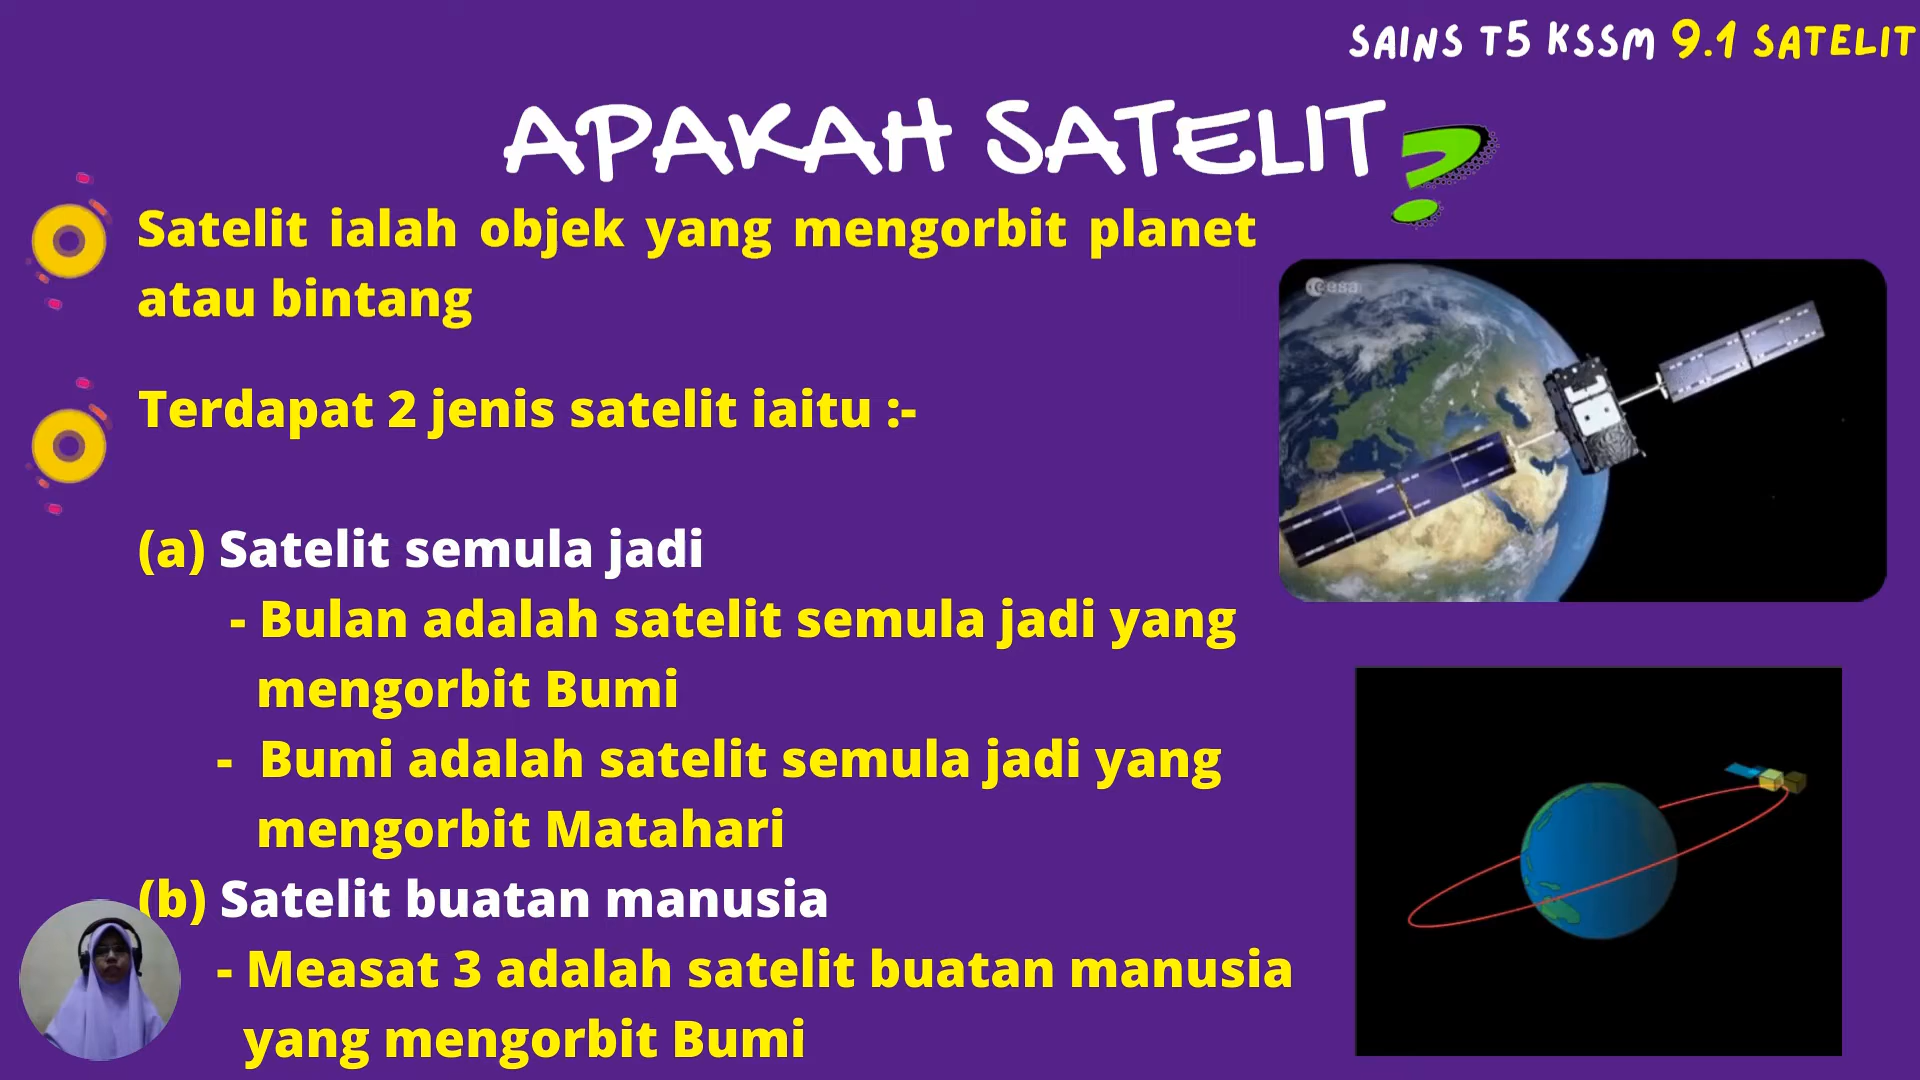 SAINS T5 KSSM 9.1 SATELIT
APAKAH SATELIT?
Satelit ialah objek yang mengorbit planet
atau bintang
esa
Terdapat 2 jenis satelit iaitu :-
(a) Satelit semula jadi
- Bulan adalah satelit semula jadi yang
mengorbit Bumi
- Bumi adalah satelit semula jadi yang
mengorbit Matahari
(b) Satelit buatan manusia
- Measat 3 adalah satelit buatan manusia
yang mengorbit Bumi